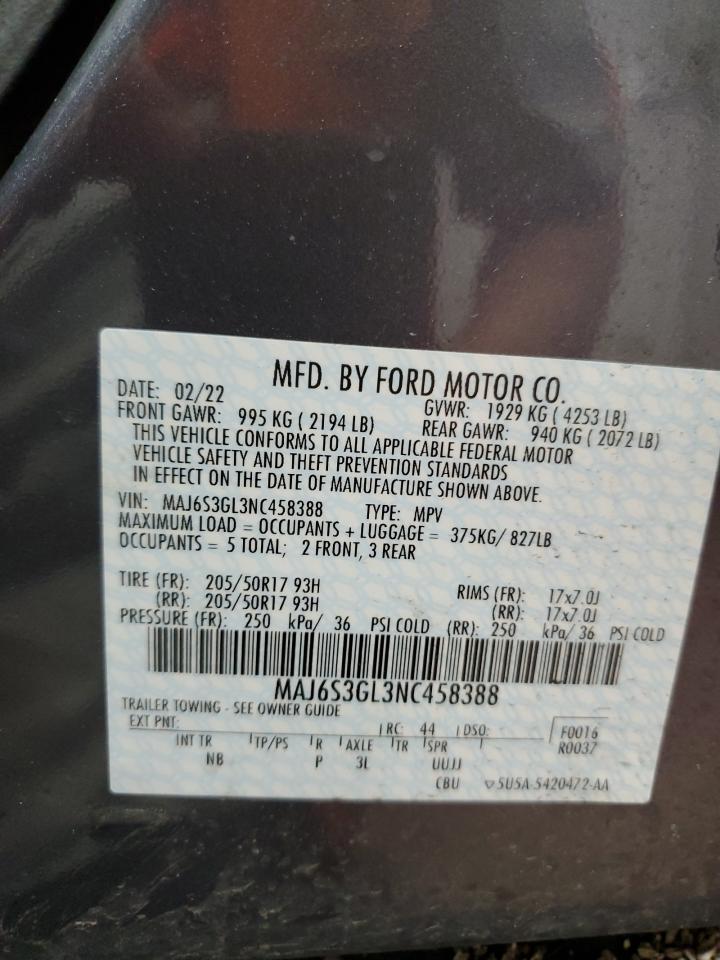 MFD. BY FORD MOTOR CO.
DATE: 02/22 GVWR: 1929 KG ( 4253 LB)
FRONT GAWR: 995 KG ( 2194 LB) REAR GAWR: 940 KG ( 2072 LB)
THIS VEHICLE CONFORMS TO ALL APPLICABLE FEDERAL MOTOR
VEHICLE SAFETY AND THEFT PREVENTION STANDARDS
IN EFFECT ON THE DATE OF MANUFACTURE SHOWN ABOVE.
VIN: MAJ6S3GL3NC458388 TYPE: MPV
MAXIMUM LOAD = OCCUPANTS + LUGGAGE = 375KG/ 827LB
OCCUPANTS = 5 TOTAL; 2 FRONT, 3 REAR
TIRE (FR): 205/50R17 93H RIMS (FR): 17x7.0J
(RR): 205/50R17 93H (RR): 17x7.0J
PRESSURE (FR): 250 kPa/ 36 PSI COLD (RR): 250 kPa/ 36 PSI COLD
MAJ6S3GL3NC458388
TRAILER TOWING - SEE OWNER GUIDE
EXT PNT: RC: 44 DSO: F0016
R0037
INT TR TP/PS R AXLE TR SPR
NB P 3L UUJJ
CBU ▽5U5A 5420472-AA